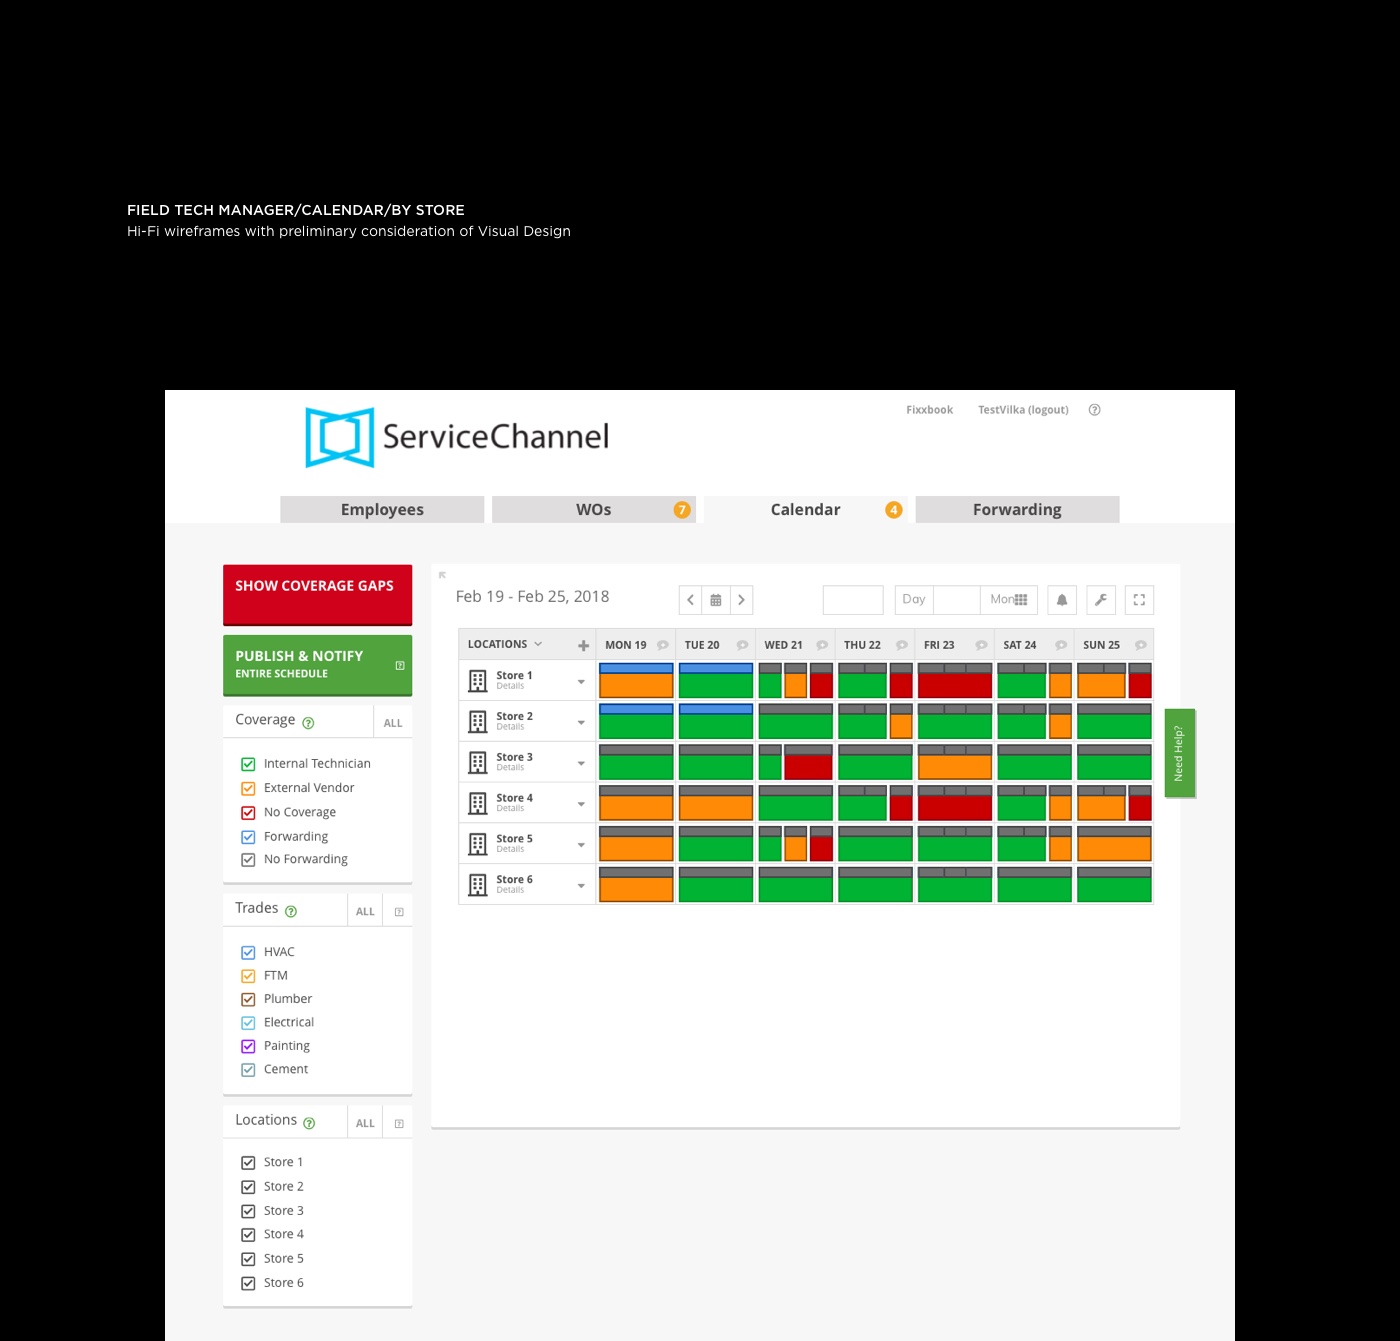 FIELD TECH MANAGER/CALENDAR/BY STORE
Hi-Fi wireframes with preliminary consideration of Visual Design
Fixxbook TestVilka (logout) ?
ServiceChannel
Employees WOs 7 Calendar 4 Forwarding
SHOW COVERAGE GAPS
PUBLISH & NOTIFY
ENTIRE SCHEDULE
Coverage ? ALL
Internal Technician
External Vendor
No Coverage
Forwarding
No Forwarding
Trades ? ALL
HVAC
FTM
Plumber
Electrical
Painting
Cement
Locations ? ALL
Store 1
Store 2
Store 3
Store 4
Store 5
Store 6
Feb 19 - Feb 25, 2018
Day Mon
LOCATIONS MON 19 TUE 20 WED 21 THU 22 FRI 23 SAT 24 SUN 25
Store 1
Details
Store 2
Details
Store 3
Details
Store 4
Details
Store 5
Details
Store 6
Details
Need Help?